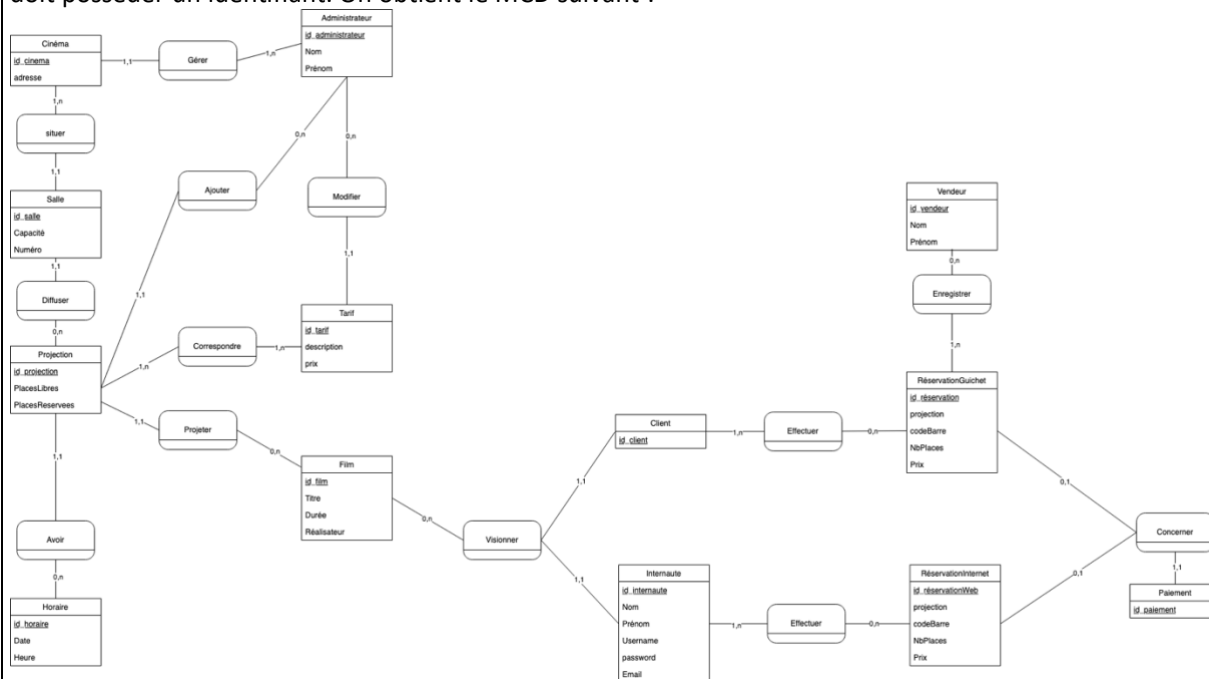 doit posséder un identifiant. On obtient le MCD suivant :
Administrateur
id_administrateur
Nom
Prénom
Cinéma
id_cinema
adresse
1,1
Gérer
1,n
1,n
situer
1,1
0,n
0,n
Ajouter
Modifier
Salle
id_salle
Capacité
Numéro
Vendeur
id_vendeur
Nom
Prénom
1,1
1,1
1,1
0,n
Diffuser
Enregistrer
0,n
Tarif
id_tarif
description
prix
Correspondre
1,n
1,n
1,n
Projection
id_projection
PlacesLibres
PlacesReservees
RéservationGuichet
id_réservation
projection
codeBarre
NbPlaces
Prix
1,1
Projeter
0,n
Client
id_client
1,n
Effectuer
0,n
1,1
Film
id_film
Titre
Durée
Réalisateur
1,1
0,1
0,n
Avoir
Visionner
Concerner
0,n
1,1
0,1
1,1
Horaire
id_horaire
Date
Heure
Internaute
id_internaute
Nom
Prénom
Username
password
Email
1,n
Effectuer
0,n
RéservationInternet
id_réservationWeb
projection
codeBarre
NbPlaces
Prix
Paiement
id_paiement